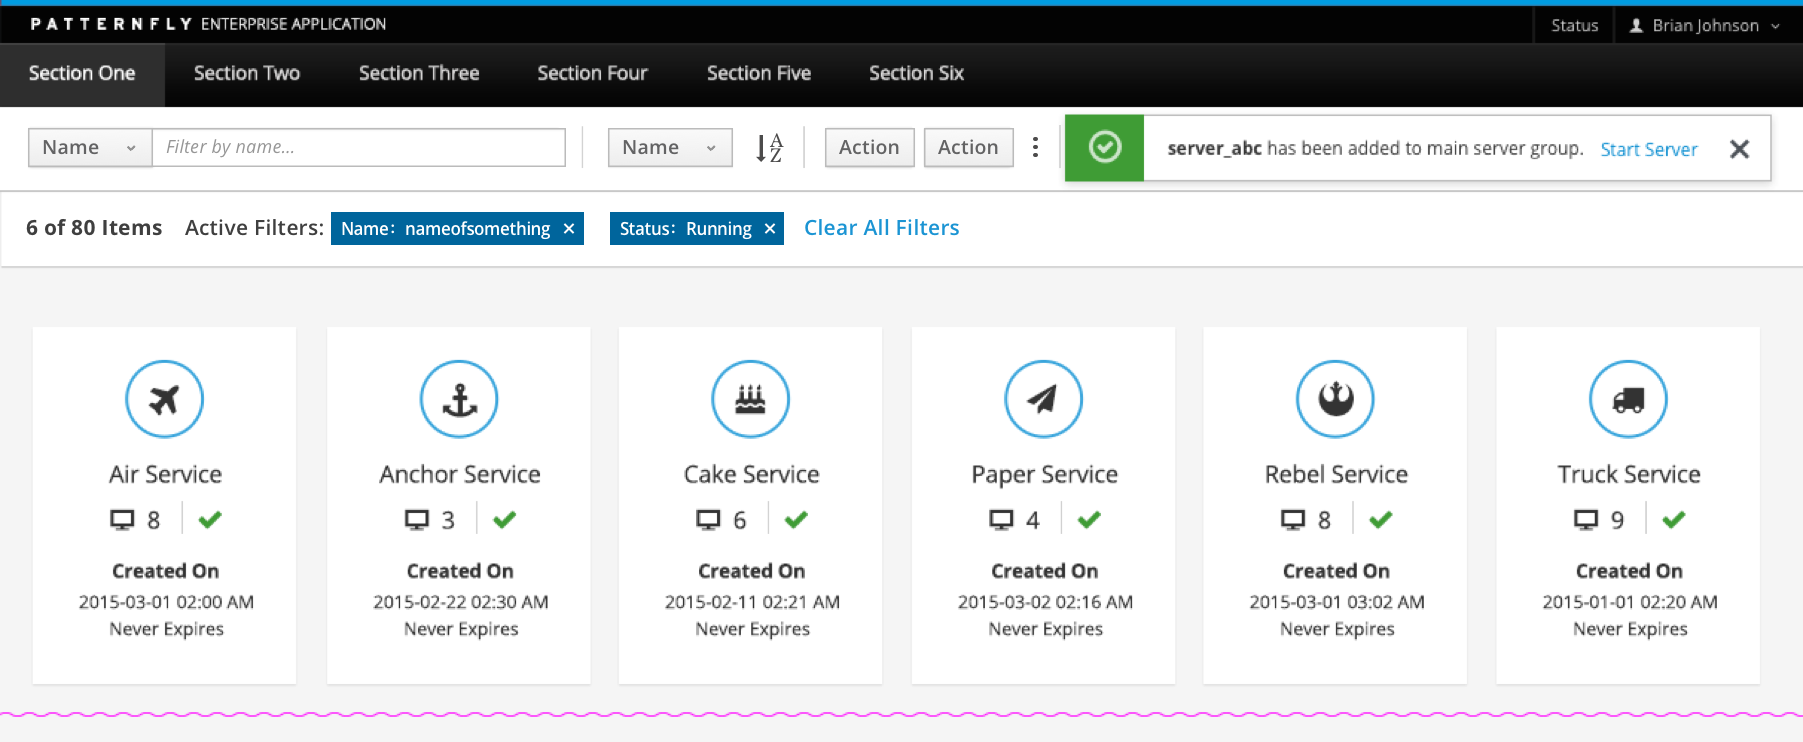 PATTERNFLY ENTERPRISE APPLICATION
Status
Brian Johnson
Section One
Section Two
Section Three
Section Four
Section Five
Section Six
Name
Filter by name...
Name
A
Z
Action
Action
server_abc has been added to main server group. Start Server
6 of 80 Items
Active Filters:
Name: nameofsomething ×
Status: Running ×
Clear All Filters
Air Service
8
Created On
2015-03-01 02:00 AM
Never Expires
Anchor Service
3
Created On
2015-02-22 02:30 AM
Never Expires
Cake Service
6
Created On
2015-02-11 02:21 AM
Never Expires
Paper Service
4
Created On
2015-03-02 02:16 AM
Never Expires
Rebel Service
8
Created On
2015-03-01 03:02 AM
Never Expires
Truck Service
9
Created On
2015-01-01 02:20 AM
Never Expires